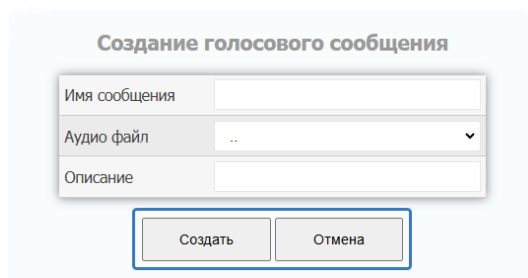 Создание голосового сообщения
Имя сообщения
Аудио файл ..
Описание
Создать Отмена